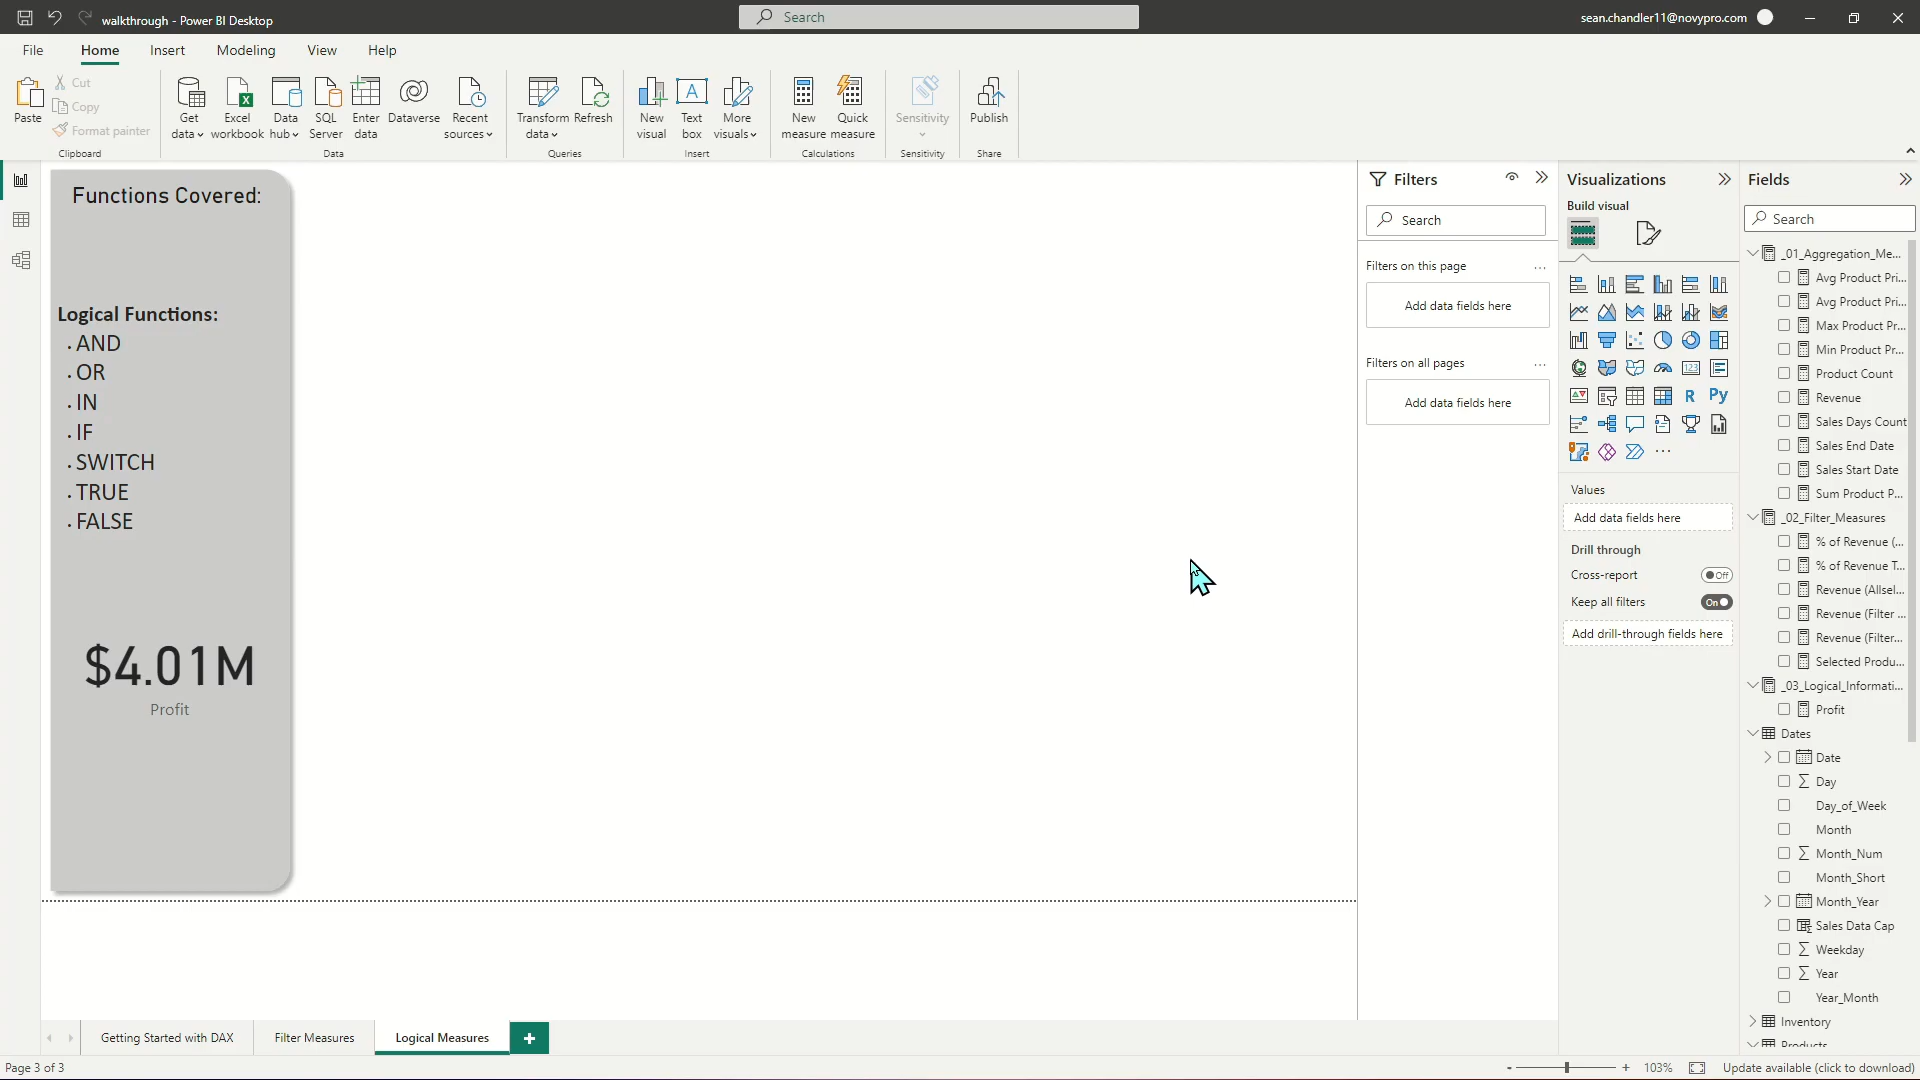 walkthrough - Power BI Desktop
Search
sean.chandler11@novypro.com
File
Home
Insert
Modeling
View
Help
Paste
Cut
Copy
Format painter
Clipboard
Get
data
Excel
workbook
Data
hub
SQL
Server
Enter
data
Dataverse
Recent
sources
Data
Transform
data
Refresh
Queries
New
visual
Text
box
More
visuals
Insert
New
measure
Quick
measure
Calculations
Sensitivity
Sensitivity
Publish
Share
Functions Covered:
Logical Functions:
. AND
. OR
. IN
. IF
. SWITCH
. TRUE
. FALSE
$4.01M
Profit
Filters
Search
Filters on this page
...
Add data fields here
Filters on all pages
...
Add data fields here
Visualizations
Build visual
123
R
Py
...
Values
Add data fields here
Drill through
Cross-report
Off
Keep all filters
On
Add drill-through fields here
Fields
Search
_01_Aggregation_Me...
Avg Product Pri...
Avg Product Pri...
Max Product Pr...
Min Product Pr...
Product Count
Revenue
Sales Days Count
Sales End Date
Sales Start Date
Sum Product P...
_02_Filter_Measures
% of Revenue (...
% of Revenue T...
Revenue (Allsel...
Revenue (Filter ...
Revenue (Filter...
Selected Produ...
_03_Logical_Informati...
Profit
Dates
Date
Day
Day_of_Week
Month
Month_Num
Month_Short
Month_Year
Sales Data Cap
Weekday
Year
Year_Month
Inventory
Products
Getting Started with DAX
Filter Measures
Logical Measures
+
Page 3 of 3
- + 103%
Update available (click to download)